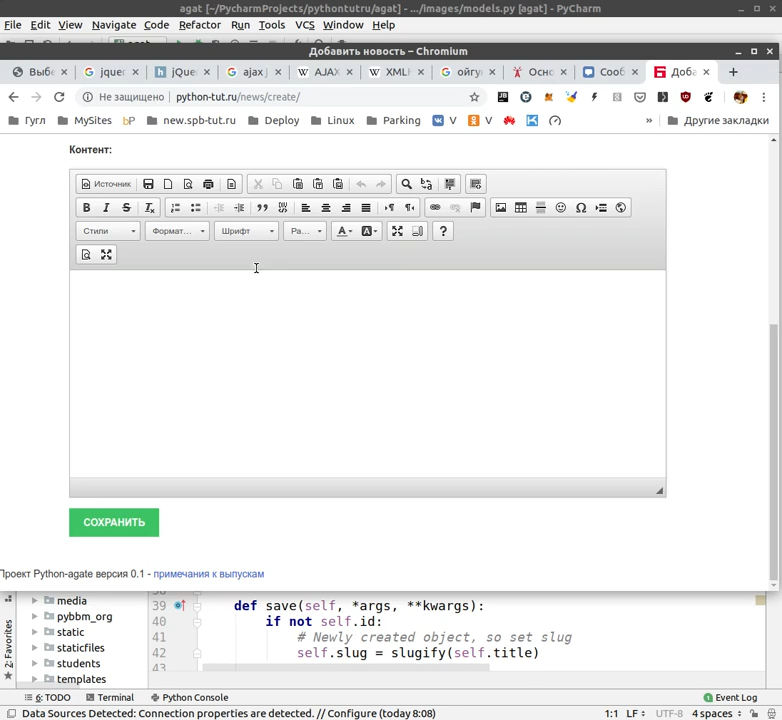 agat [~/PycharmProjects/pythontutru/agat] - .../images/models.py [agat] - PyCharm
File Edit View Navigate Code Refactor Run Tools VCS Window Help
Добавить новость – Chromium
Выбе jquer jQue ajax j AJAX XMLH ойгу Осно Сооб Доба
Не защищено python-tut.ru/news/create/
Гугл MySites bP new.spb-tut.ru Deploy Linux Parking V V » Другие закладки
Контент:
Источник
B I S
Стили Формат... Шрифт Ра... A A ?
СОХРАНИТЬ
Проект Python-agate версия 0.1 - примечания к выпускам
media
pybbm_org
static
staticfiles
students
templates
2: Favorites
39 def save(self, *args, **kwargs):
40 if not self.id:
41 # Newly created object, so set slug
42 self.slug = slugify(self.title)
43
6: TODO Terminal Python Console Event Log
Data Sources Detected: Connection properties are detected. // Configure (today 8:08) 1:1 LF UTF-8 4 spaces